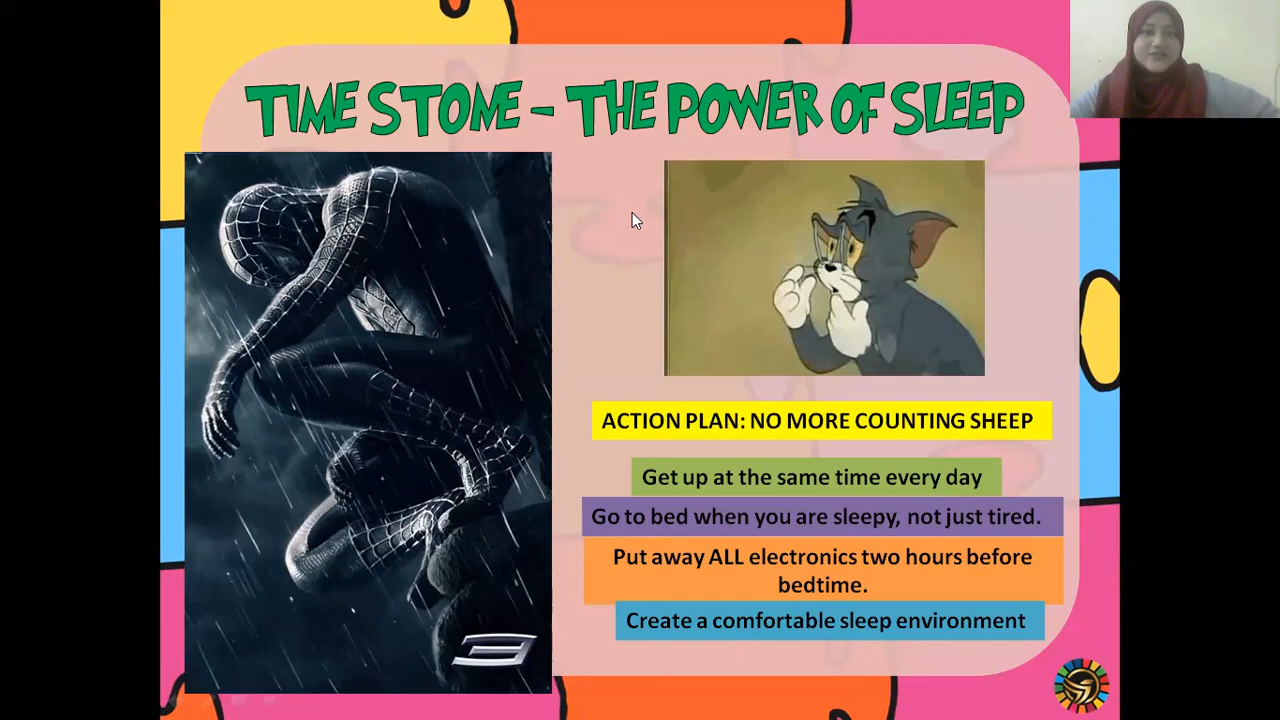 TIME STONE - THE POWER OF SLEEP
ACTION PLAN: NO MORE COUNTING SHEEP
Get up at the same time every day
Go to bed when you are sleepy, not just tired.
Put away ALL electronics two hours before
bedtime.
Create a comfortable sleep environment
3